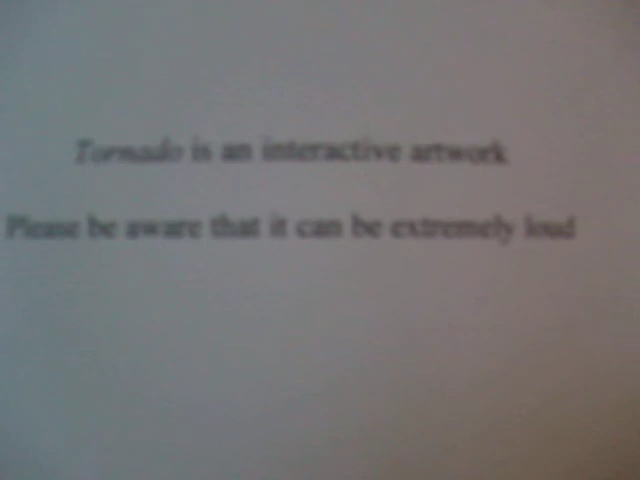 Tornado is an interactive artwork
Please be aware that it can be extremely loud